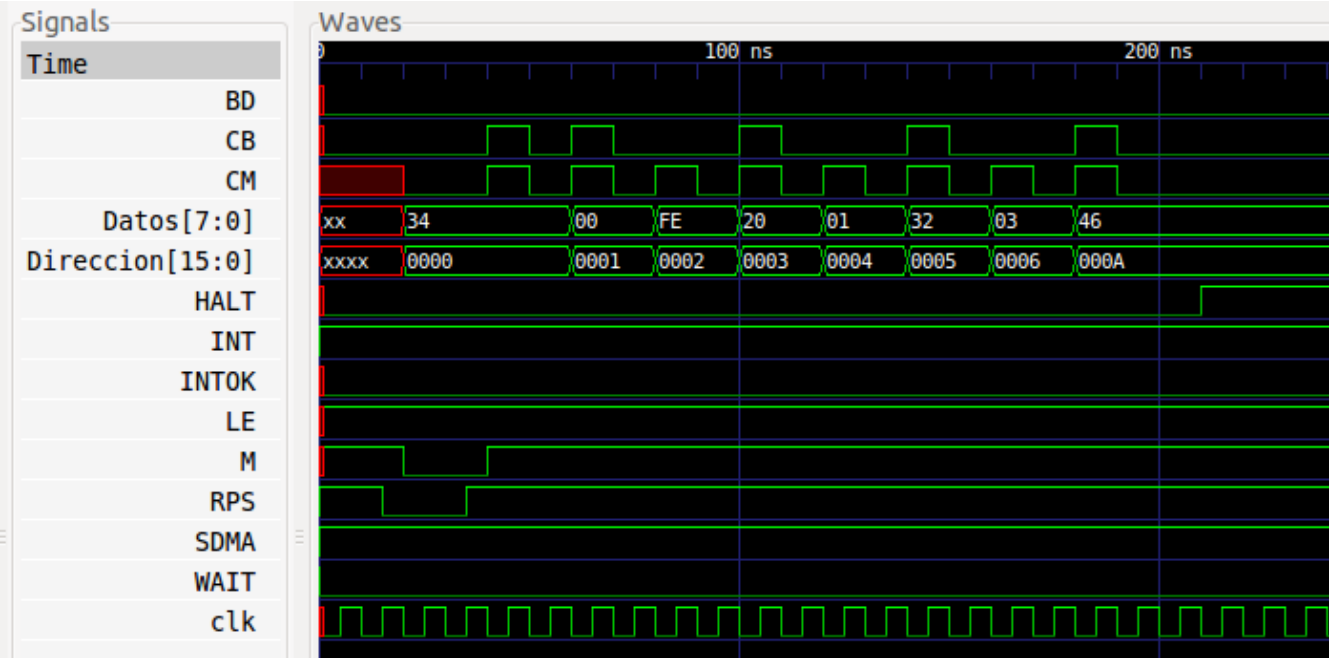 Signals Waves
Time 0 100 ns 200 ns
BD
CB
CM
Datos[7:0] xx 34 00 FE 20 01 32 03 46
Direccion[15:0] xxxx 0000 0001 0002 0003 0004 0005 0006 000A
HALT
INT
INTOK
LE
M
RPS
SDMA
WAIT
clk